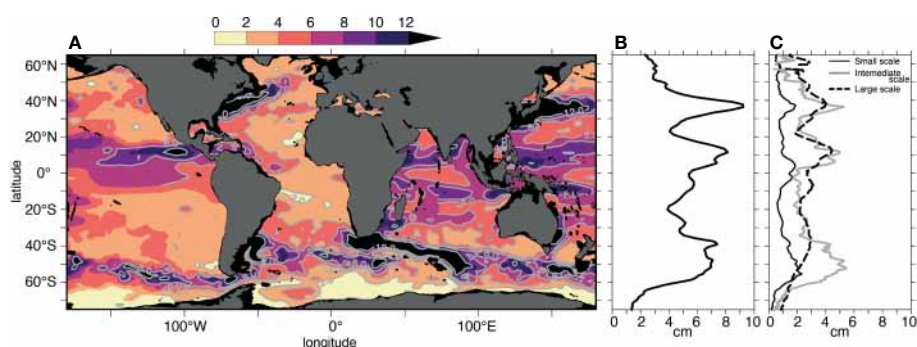 0 2 4 6 8 10 12
A
B
C
60°N
40°N
20°N
0°
20°S
40°S
60°S
latitude
100°W 0° 100°E
longitude
0 2 4 6 8 10
cm
Small scale
Intemediate scale
Large scale
0 2 4 6 8 10
cm